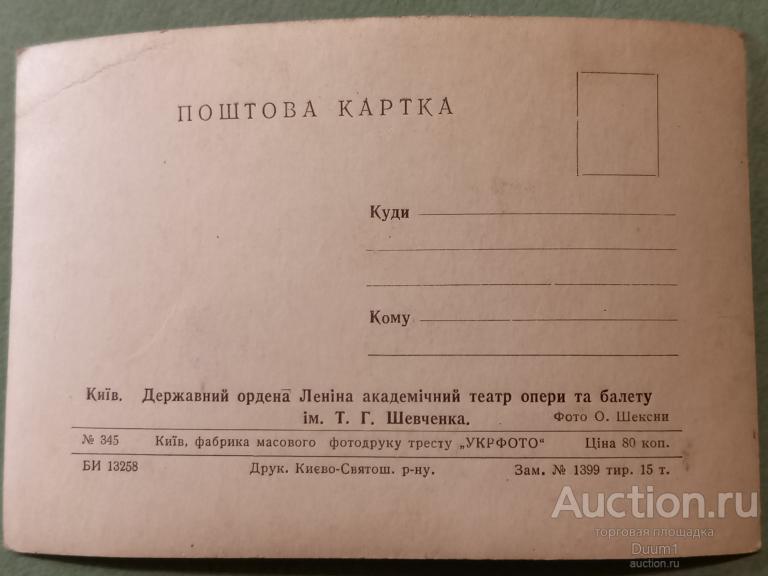 ПОШТОВА КАРТКА
Куди
Кому
Київ. Державний ордена Леніна академічний театр опери та балету
ім. Т. Г. Шевченка. Фото О. Шексни
№ 345 Київ, фабрика масового фотодруку тресту „УКРФОТО“ Ціна 80 коп.
БИ 13258 Друк. Києво-Святош. р-ну. Зам. № 1399 тир. 15 т.
Auction.ru
торговая площадка
Duum1
auction.ru